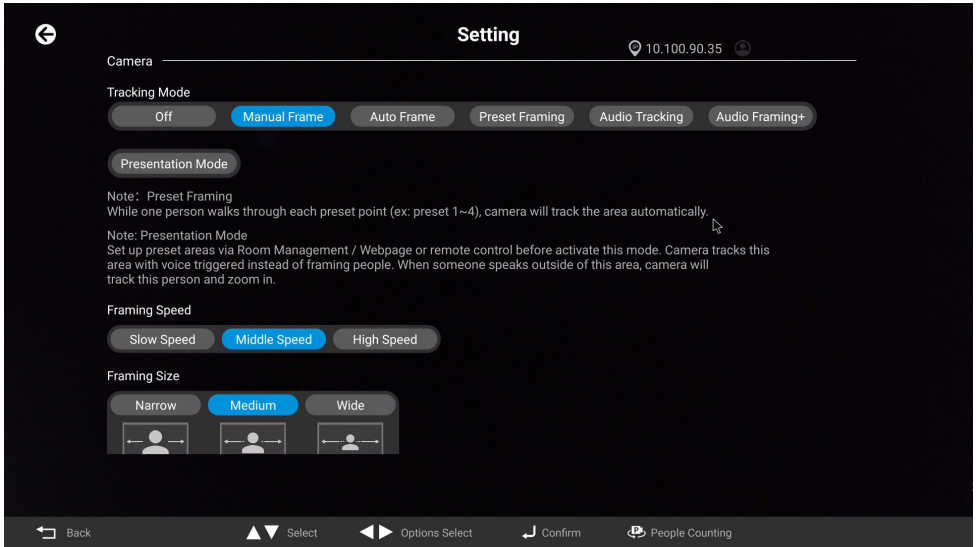 Setting
10.100.90.35
Camera
Tracking Mode
Off Manual Frame Auto Frame Preset Framing Audio Tracking Audio Framing+
Presentation Mode
Note: Preset Framing
While one person walks through each preset point (ex: preset 1~4), camera will track the area automatically.
Note: Presentation Mode
Set up preset areas via Room Management / Webpage or remote control before activate this mode. Camera tracks this
area with voice triggered instead of framing people. When someone speaks outside of this area, camera will
track this person and zoom in.
Framing Speed
Slow Speed Middle Speed High Speed
Framing Size
Narrow Medium Wide
Back Select Options Select Confirm P People Counting